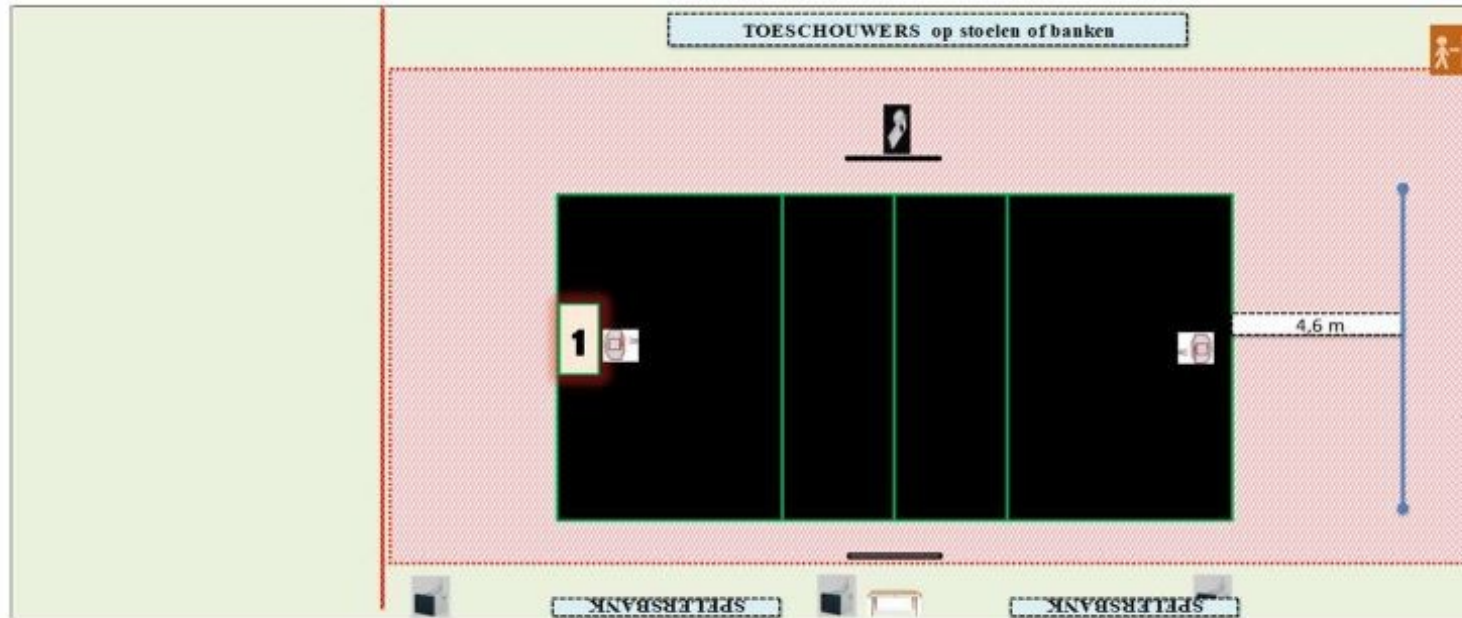 TOESCHOUWERS op stoelen of banken
1
4,6 m
SPELERSBANK
SPELERSBANK